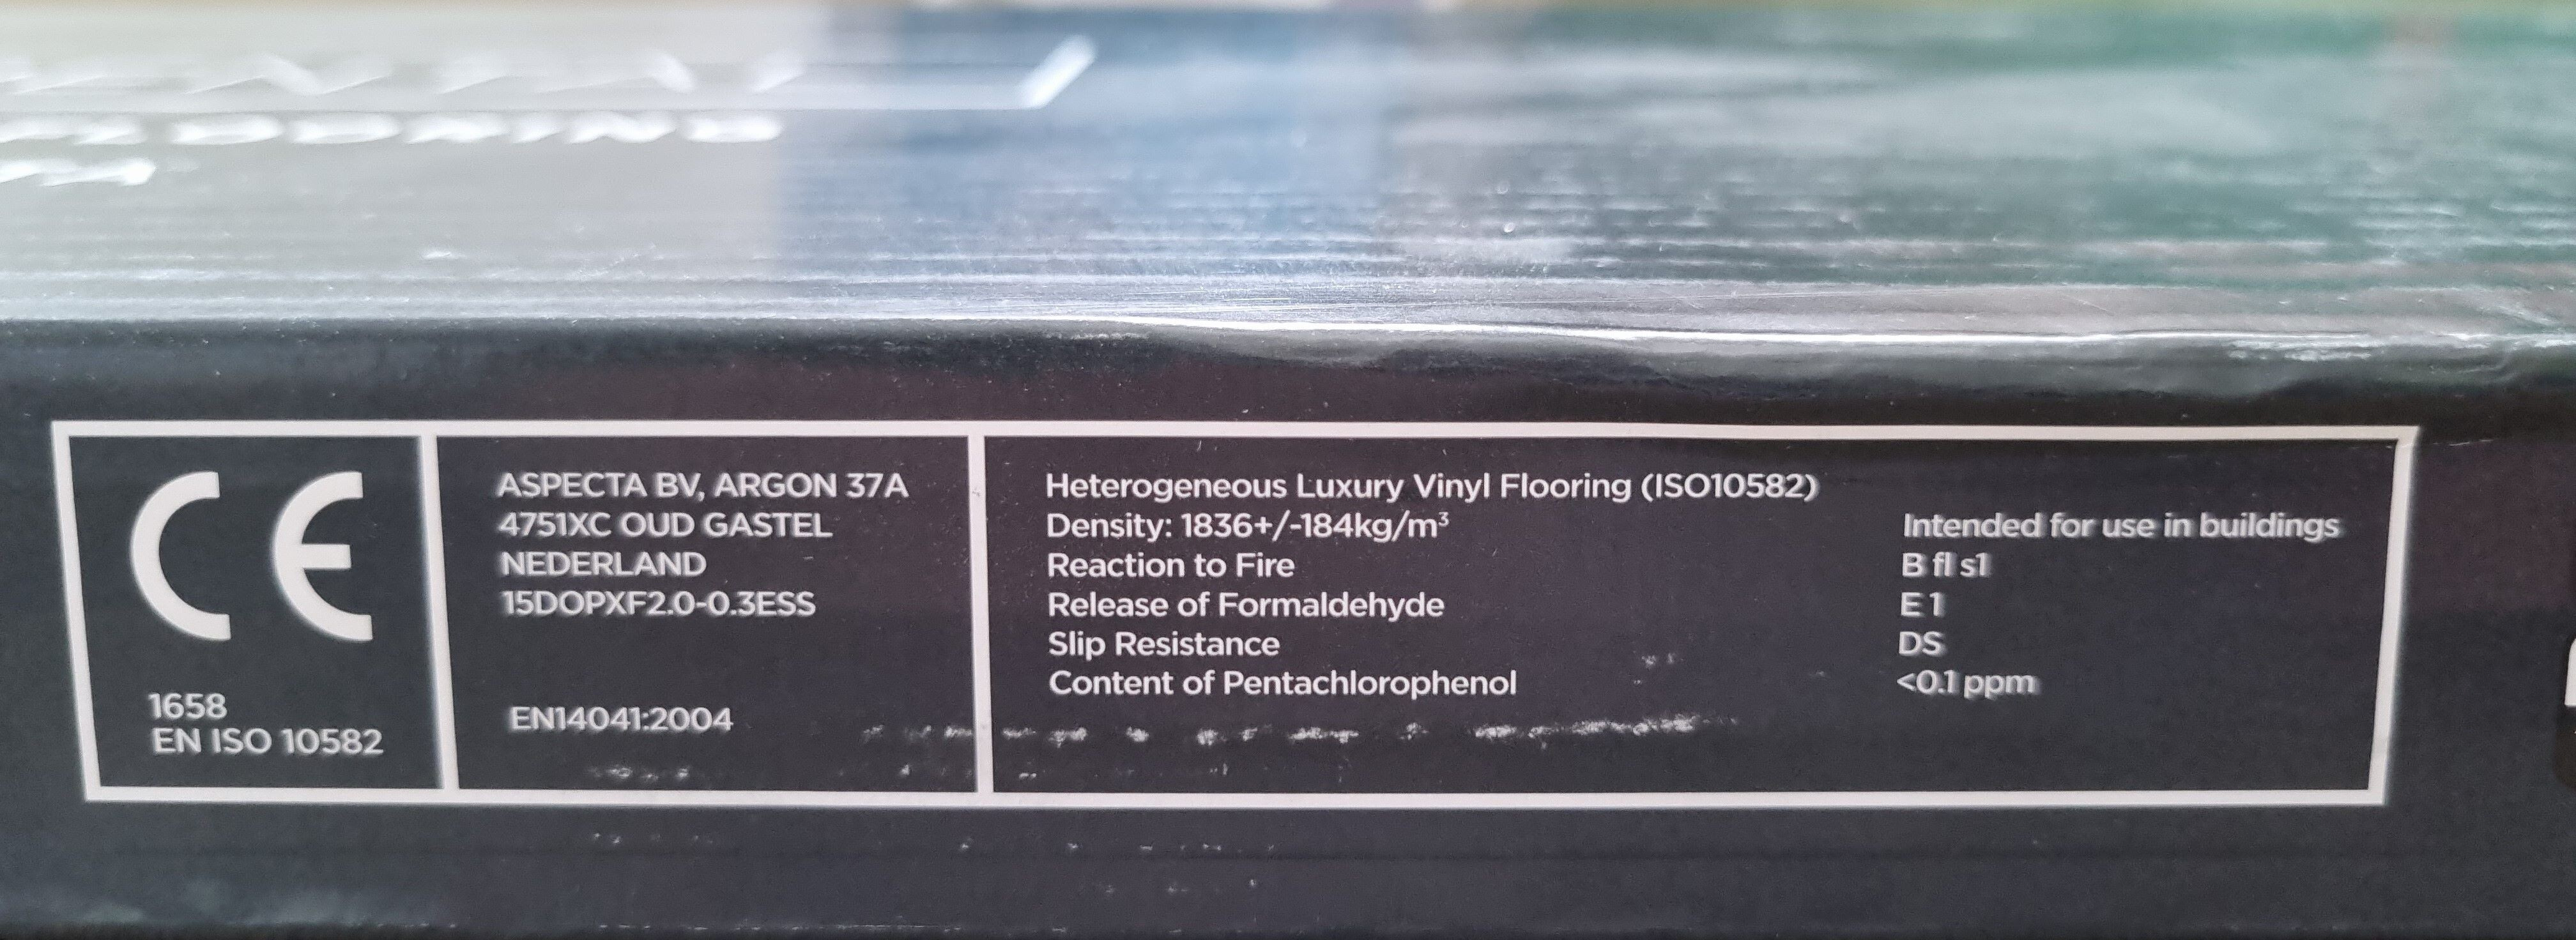 CE
1658
EN ISO 10582
ASPECTA BV, ARGON 37A
4751XC OUD GASTEL
NEDERLAND
15DOPXF2.0-0.3ESS
EN14041:2004
Heterogeneous Luxury Vinyl Flooring (ISO10582)
Density: 1836+/-184kg/m³ Intended for use in buildings
Reaction to Fire B fl s1
Release of Formaldehyde E 1
Slip Resistance DS
Content of Pentachlorophenol <0.1 ppm